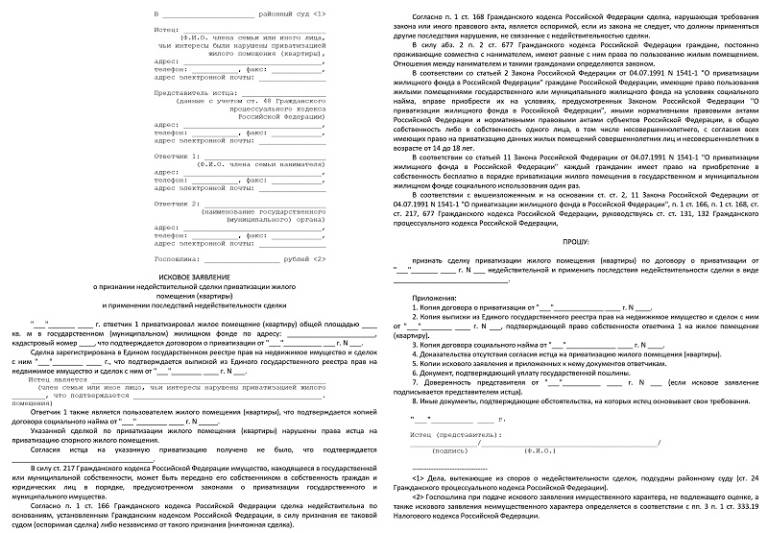 В ____________________ районный суд <1>
Истец: ____________________________
(Ф.И.О. члена семьи или иного лица,
чьи интересы были нарушены приватизацией
жилого помещения (квартиры),
адрес: ____________________________,
телефон: __________, факс: __________,
адрес электронной почты: ____________
Представитель истца: ________________
(данные с учетом ст. 48 Гражданского
процессуального кодекса
Российской Федерации)
адрес: ____________________________,
телефон: __________, факс: __________,
адрес электронной почты: ____________
Ответчик 1: ________________________
(Ф.И.О. члена семьи нанимателя)
адрес: ____________________________,
телефон: __________, факс: __________,
адрес электронной почты: ____________
Ответчик 2: ________________________
(наименование государственного
(муниципального) органа)
адрес: ____________________________,
телефон: __________, факс: __________,
адрес электронной почты: ____________
Госпошлина: _______________ рублей <2>
ИСКОВОЕ ЗАЯВЛЕНИЕ
о признании недействительной сделки приватизации жилого
помещения (квартиры)
и применении последствий недействительности сделки
"___"________ ____ г. ответчик 1 приватизировал жилое помещение (квартиру) общей площадью ____
кв. м в государственном (муниципальном) жилищном фонде по адресу: ____________________,
кадастровый номер ____, что подтверждается договором о приватизации от "___"__________ ____ г. N ___.
Сделка зарегистрирована в Едином государственном реестре прав на недвижимое имущество и сделок
с ним "___"________ ____ г., что подтверждается выпиской из Единого государственного реестра прав на
недвижимое имущество и сделок с ним от "___"________ ____ г. N ___.
Истец является ______________________________
(член семьи или иное лицо, чьи интересы нарушены приватизацией жилого
________, что подтверждается ______________________.
помещения)
Ответчик 1 также является пользователем жилого помещения (квартиры), что подтверждается копией
договора социального найма от "___"__________ ____ г. N _____.
Указанной сделкой по приватизации жилого помещения (квартиры) нарушены права истца на
приватизацию спорного жилого помещения.
Согласия истца на указанную приватизацию получено не было, что подтверждается
______________________________.
В силу ст. 217 Гражданского кодекса Российской Федерации имущество, находящееся в государственной
или муниципальной собственности, может быть передано его собственником в собственность граждан и
юридических лиц в порядке, предусмотренном законами о приватизации государственного и
муниципального имущества.
Согласно п. 1 ст. 166 Гражданского кодекса Российской Федерации сделка недействительна по
основаниям, установленным Гражданским кодексом Российской Федерации, в силу признания ее таковой
судом (оспоримая сделка) либо независимо от такого признания (ничтожная сделка).
Согласно п. 1 ст. 168 Гражданского кодекса Российской Федерации сделка, нарушающая требования
закона или иного правового акта, является оспоримой, если из закона не следует, что должны применяться
другие последствия нарушения, не связанные с недействительностью сделки.
В силу абз. 2 п. 2 ст. 677 Гражданского кодекса Российской Федерации граждане, постоянно
проживающие совместно с нанимателем, имеют равные с ним права по пользованию жилым помещением.
Отношения между нанимателем и такими гражданами определяются законом.
В соответствии со статьей 2 Закона Российской Федерации от 04.07.1991 N 1541-1 "О приватизации
жилищного фонда в Российской Федерации" граждане Российской Федерации, имеющие право пользования
жилыми помещениями государственного или муниципального жилищного фонда на условиях социального
найма, вправе приобрести их на условиях, предусмотренных Законом Российской Федерации "О
приватизации жилищного фонда в Российской Федерации", иными нормативными правовыми актами
Российской Федерации и нормативными правовыми актами субъектов Российской Федерации, в общую
собственность либо в собственность одного лица, в том числе несовершеннолетнего, с согласия всех
имеющих право на приватизацию данных жилых помещений совершеннолетних лиц и несовершеннолетних в
возрасте от 14 до 18 лет.
В соответствии со статьей 11 Закона Российской Федерации от 04.07.1991 N 1541-1 "О приватизации
жилищного фонда в Российской Федерации" каждый гражданин имеет право на приобретение в
собственность бесплатно в порядке приватизации жилого помещения в государственном и муниципальном
жилищном фонде социального использования один раз.
В соответствии с вышеизложенным и на основании ст. ст. 2, 11 Закона Российской Федерации от
04.07.1991 N 1541-1 "О приватизации жилищного фонда в Российской Федерации", п. 1 ст. 166, п. 1 ст. 168, ст.
ст. 217, 677 Гражданского кодекса Российской Федерации, руководствуясь ст. ст. 131, 132 Гражданского
процессуального кодекса Российской Федерации,
ПРОШУ:
признать сделку приватизации жилого помещения (квартиры) по договору о приватизации от
"___"________ ____ г. N ___ недействительной и применить последствия недействительности сделки в виде
______________________________.
Приложения:
1. Копия договора о приватизации от "___"__________ ____ г. N ____.
2. Копия выписки из Единого государственного реестра прав на недвижимое имущество и сделок с ним
от "___"__________ ____ г. N ___, подтверждающей право собственности ответчика 1 на жилое помещение
(квартиру).
3. Копия договора социального найма от "___"__________ ____ г. N ____.
4. Доказательства отсутствия согласия истца на приватизацию жилого помещения (квартиры).
5. Копии искового заявления и приложенных к нему документов ответчикам.
6. Документ, подтверждающий уплату государственной пошлины.
7. Доверенность представителя от "___"__________ ____ г. N ___ (если исковое заявление
подписывается представителем истца).
8. Иные документы, подтверждающие обстоятельства, на которых истец основывает свои требования.
"___"__________ ____ г.
Истец (представитель):
________________/______________________________/
(подпись) (Ф.И.О.)
--------------------------------
<1> Дела, вытекающие из споров о недействительности сделок, подсудны районному суду (ст. 24
Гражданского процессуального кодекса Российской Федерации).
<2> Госпошлина при подаче искового заявления имущественного характера, не подлежащего оценке, а
также искового заявления неимущественного характера определяется в соответствии с пп. 3 п. 1 ст. 333.19
Налогового кодекса Российской Федерации.